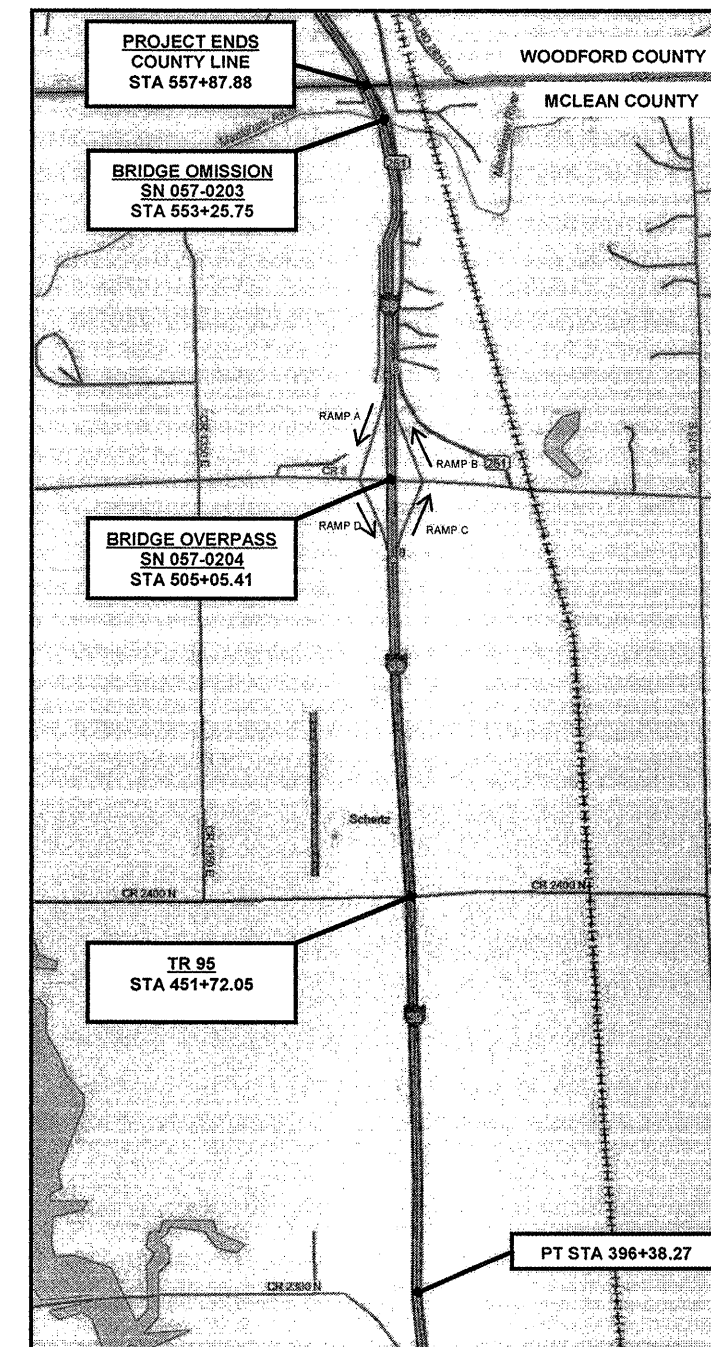 PROJECT ENDS
COUNTY LINE
STA 557+87.88
WOODFORD COUNTY
MCLEAN COUNTY
BRIDGE OMISSION
SN 057-0203
STA 553+25.75
RAMP A
RAMP B
251
CR 8
RAMP D
RAMP C
BRIDGE OVERPASS
SN 057-0204
STA 505+05.41
Schertz
CR 2400 N
CR 2400 N
TR 95
STA 451+72.05
PT STA 396+38.27
CR 2300 N